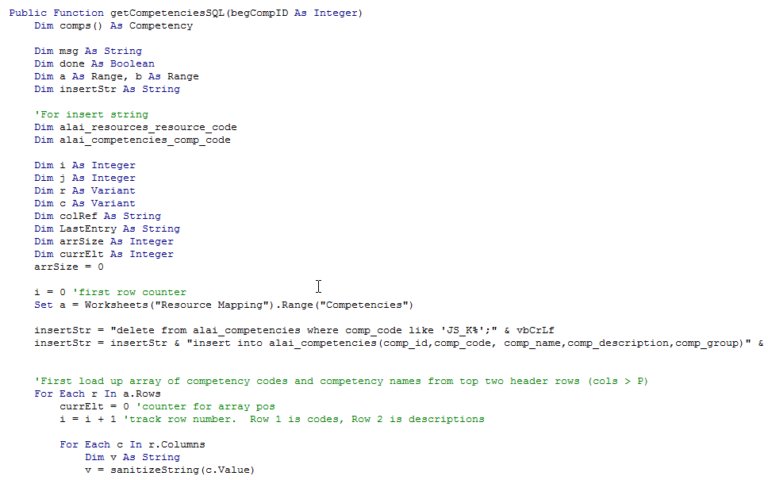 Public Function getCompetenciesSQL(begCompID As Integer)
Dim comps() As Competency
Dim msg As String
Dim done As Boolean
Dim a As Range, b As Range
Dim insertStr As String
'For insert string
Dim alai_resources_resource_code
Dim alai_competencies_comp_code
Dim i As Integer
Dim j As Integer
Dim r As Variant
Dim c As Variant
Dim colRef As String
Dim LastEntry As String
Dim arrSize As Integer
Dim currElt As Integer
arrSize = 0
i = 0 'first row counter
Set a = Worksheets("Resource Mapping").Range("Competencies")
insertStr = "delete from alai_competencies where comp_code like 'JS_K%';" & vbCrLf
insertStr = insertStr & "insert into alai_competencies(comp_id,comp_code, comp_name,comp_description,comp_group)" &
'First load up array of competency codes and competency names from top two header rows (cols > P)
For Each r In a.Rows
currElt = 0 'counter for array pos
i = i + 1 'track row number.  Row 1 is codes, Row 2 is descriptions
For Each c In r.Columns
Dim v As String
v = sanitizeString(c.Value)